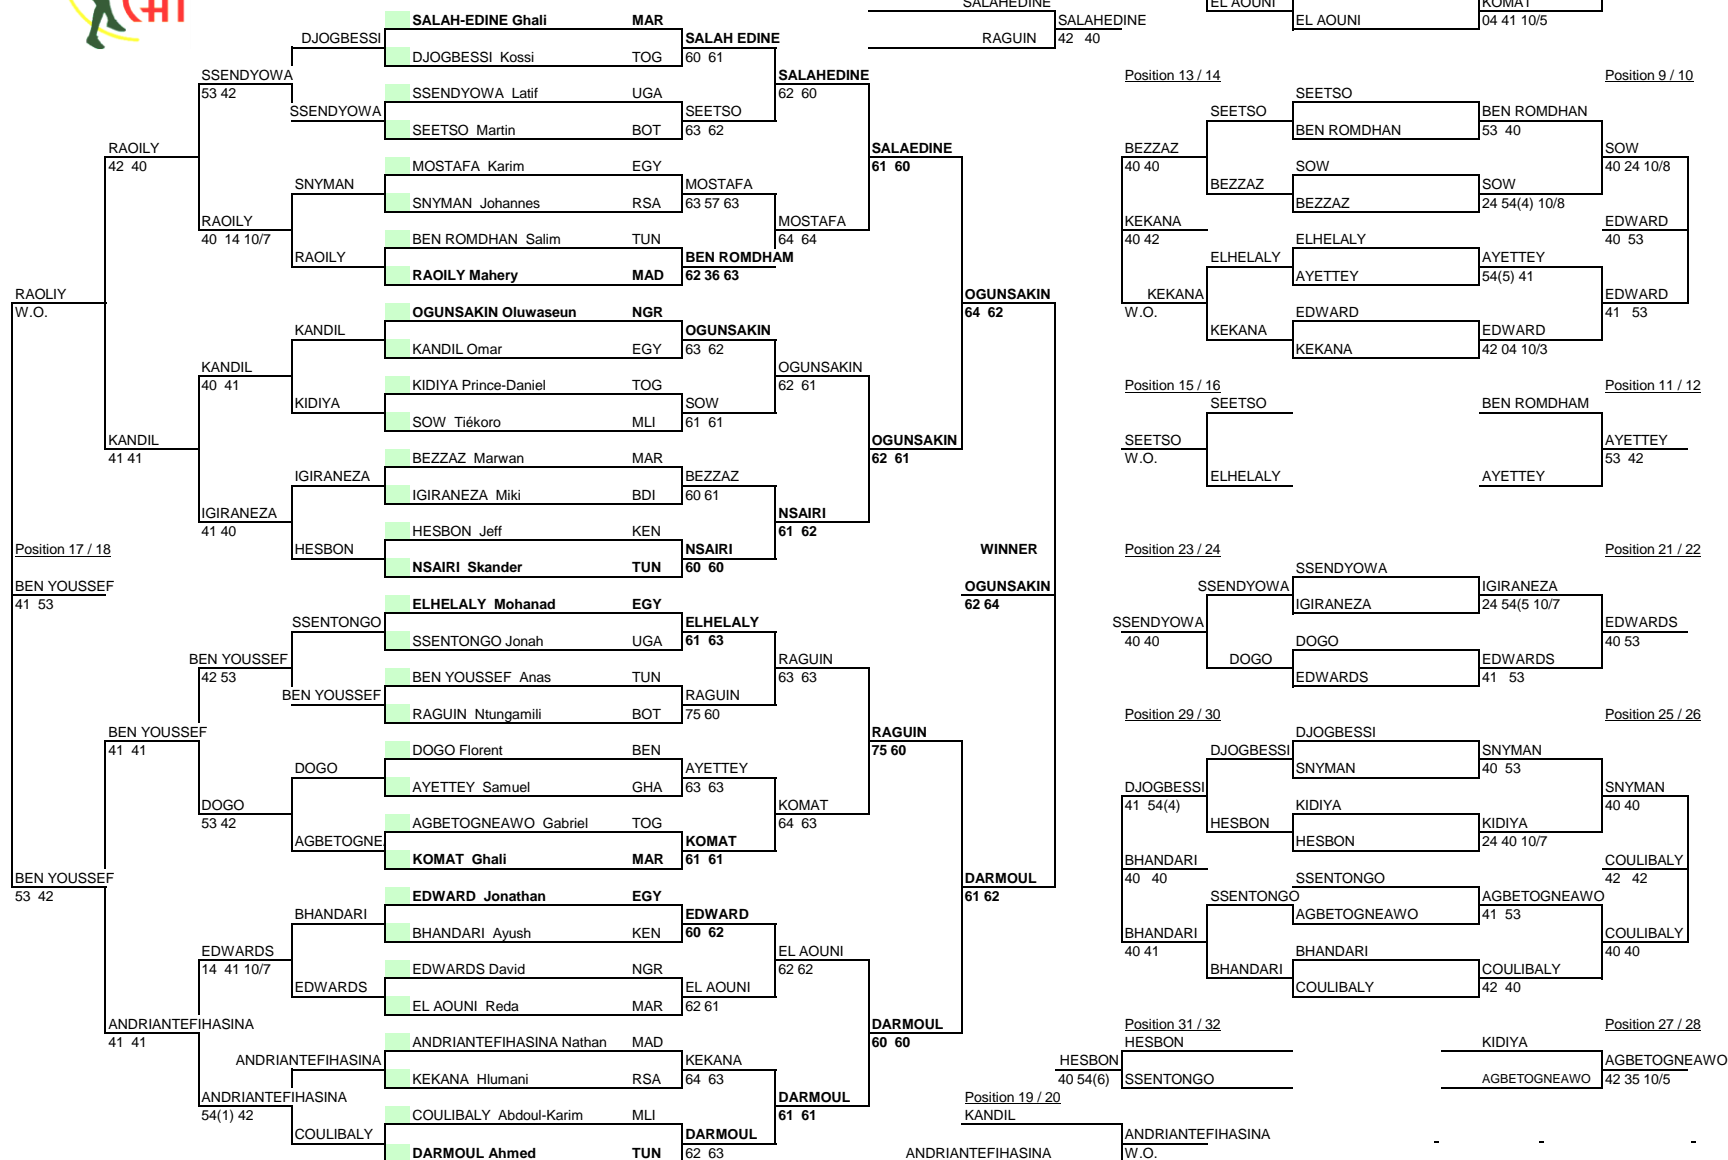 SALAHEDINE EL AOUNI KOMAT
SALAH-EDINE Ghali MAR SALAHEDINE EL AOUNI 04 41 10/5
DJOGBESSI SALAH EDINE RAGUIN 42 40
DJOGBESSI Kossi TOG 60 61
SSENDYOWA SALAHEDINE Position 13 / 14 Position 9 / 10
53 42 SSENDYOWA Latif UGA 62 60 SEETSO
SSENDYOWA SEETSO SEETSO BEN ROMDHAN
SEETSO Martin BOT 63 62 BEN ROMDHAN 53 40
RAOILY SALAEDINE BEZZAZ SOW
42 40 MOSTAFA Karim EGY 61 60 40 40 SOW 40 24 10/8
SNYMAN MOSTAFA BEZZAZ SOW
SNYMAN Johannes RSA 63 57 63 BEZZAZ 24 54(4) 10/8
RAOILY MOSTAFA KEKANA EDWARD
40 14 10/7 BEN ROMDHAN Salim TUN 64 64 40 42 ELHELALY 40 53
RAOILY BEN ROMDHAM ELHELALY AYETTEY
RAOILY Mahery MAD 62 36 63 AYETTEY 54(5) 41
RAOLIY OGUNSAKIN KEKANA EDWARD
W.O. OGUNSAKIN Oluwaseun NGR 64 62 W.O. EDWARD 41 53
KANDIL OGUNSAKIN KEKANA EDWARD
KANDIL Omar EGY 63 62 KEKANA 42 04 10/3
KANDIL OGUNSAKIN
40 41 KIDIYA Prince-Daniel TOG 62 61 Position 15 / 16 Position 11 / 12
KIDIYA SOW SEETSO BEN ROMDHAM
SOW Tiékoro MLI 61 61
KANDIL OGUNSAKIN SEETSO AYETTEY
41 41 BEZZAZ Marwan MAR 62 61 W.O. 53 42
IGIRANEZA BEZZAZ ELHELALY AYETTEY
IGIRANEZA Miki BDI 60 61
IGIRANEZA NSAIRI
41 40 HESBON Jeff KEN 61 62
Position 17 / 18 HESBON NSAIRI WINNER Position 23 / 24 Position 21 / 22
NSAIRI Skander TUN 60 60 SSENDYOWA
BEN YOUSSEF OGUNSAKIN SSENDYOWA IGIRANEZA
41 53 ELHELALY Mohanad EGY 62 64 IGIRANEZA 24 54(5 10/7
SSENTONGO ELHELALY SSENDYOWA EDWARDS
SSENTONGO Jonah UGA 61 63 40 40 DOGO 40 53
BEN YOUSSEF RAGUIN DOGO EDWARDS
42 53 BEN YOUSSEF Anas TUN 63 63 EDWARDS 41 53
BEN YOUSSEF RAGUIN
RAGUIN Ntungamili BOT 75 60 Position 29 / 30 Position 25 / 26
BEN YOUSSEF RAGUIN DJOGBESSI
41 41 DOGO Florent BEN 75 60 DJOGBESSI SNYMAN
DOGO AYETTEY SNYMAN 40 53
AYETTEY Samuel GHA 63 63 DJOGBESSI SNYMAN
DOGO KOMAT 41 54(4) KIDIYA 40 40
53 42 AGBETOGNEAWO Gabriel TOG 64 63 HESBON KIDIYA
AGBETOGNE KOMAT HESBON 24 40 10/7
KOMAT Ghali MAR 61 61 BHANDARI COULIBALY
BEN YOUSSEF DARMOUL 40 40 SSENTONGO 42 42
53 42 EDWARD Jonathan EGY 61 62 SSENTONGO AGBETOGNEAWO
BHANDARI EDWARD AGBETOGNEAWO 41 53
BHANDARI Ayush KEN 60 62 BHANDARI COULIBALY
EDWARDS EL AOUNI 40 41 BHANDARI 40 40
14 41 10/7 EDWARDS David NGR 62 62 BHANDARI COULIBALY
EDWARDS EL AOUNI COULIBALY 42 40
EL AOUNI Reda MAR 62 61
ANDRIANTEFIHASINA DARMOUL Position 31 / 32 Position 27 / 28
41 41 ANDRIANTEFIHASINA Nathan MAD 60 60 HESBON KIDIYA
ANDRIANTEFIHASINA KEKANA HESBON AGBETOGNEAWO
KEKANA Hlumani RSA 64 63 40 54(6) SSENTONGO AGBETOGNEAWO 42 35 10/5
ANDRIANTEFIHASINA DARMOUL Position 19 / 20
54(1) 42 COULIBALY Abdoul-Karim MLI 61 61 KANDIL
COULIBALY DARMOUL ANDRIANTEFIHASINA - - -
DARMOUL Ahmed TUN 62 63 ANDRIANTEFIHASINA W.O.